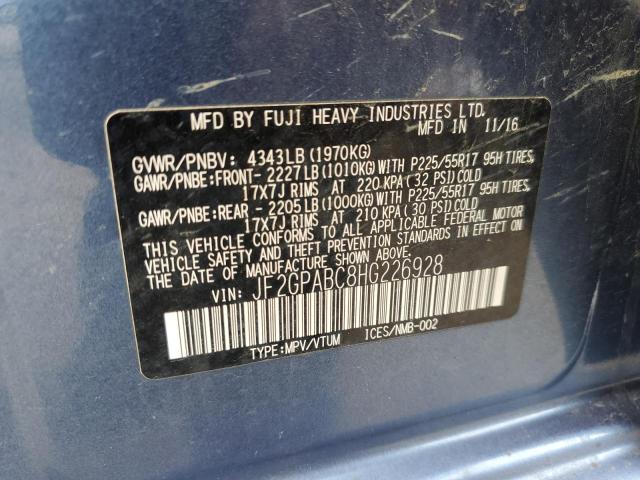 MFD BY FUJI HEAVY INDUSTRIES LTD.
MFD IN 11/16
GVWR/PNBV: 4343LB (1970KG)
GAWR/PNBE:FRONT- 2227LB (1010KG)WITH P225/55R17 95H TIRES,
17X7J RIMS AT 220 KPA(32 PSI)COLD
GAWR/PNBE:REAR - 2205LB (1000KG)WITH P225/55R17 95H TIRES,
17X7J RIMS AT 210 KPA(30 PSI)COLD
THIS VEHICLE CONFORMS TO ALL APPLICABLE FEDERAL MOTOR
VEHICLE SAFETY AND THEFT PREVENTION STANDARDS IN EFFECT ON
THE DATE OF MANUFACTURE SHOWN ABOVE.
VIN: JF2GPABC8HG226928
TYPE:MPV/VTUM ICES/NMB-002